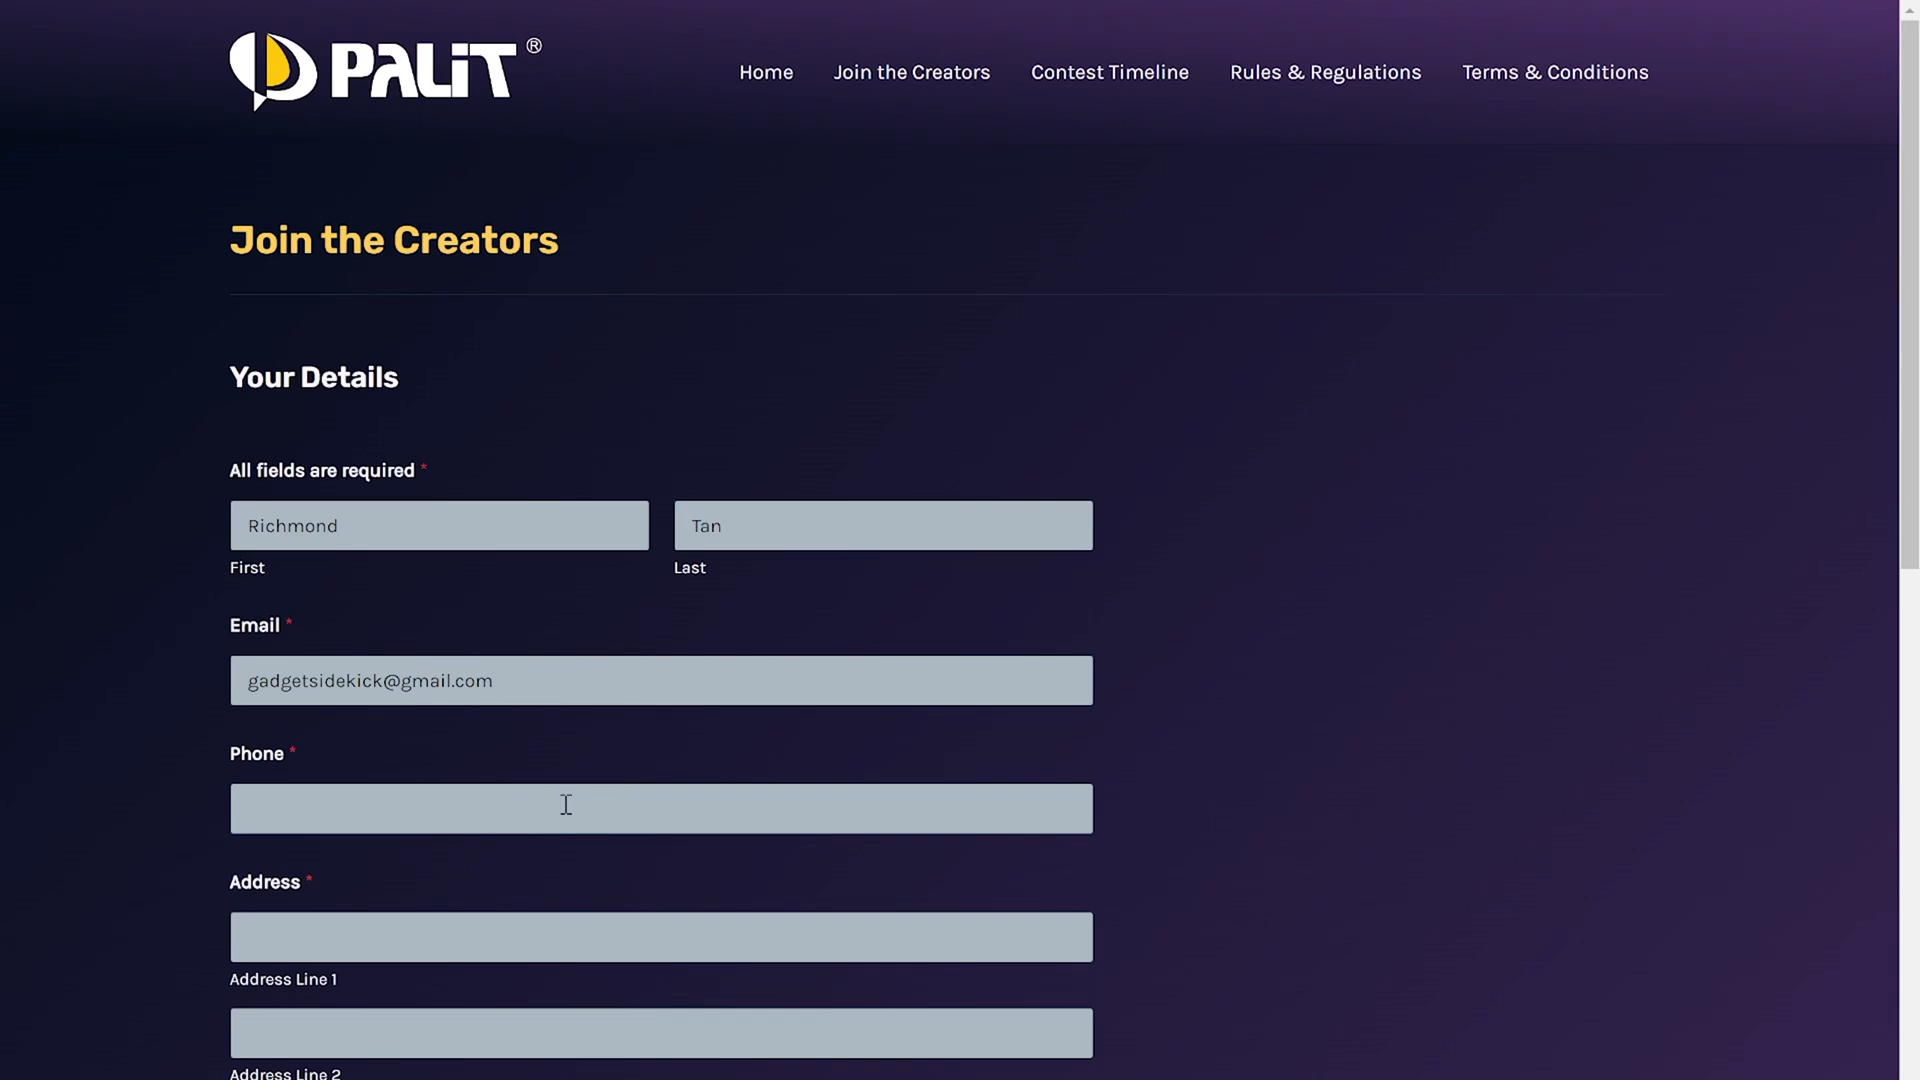 PALiT ®
Home Join the Creators Contest Timeline Rules & Regulations Terms & Conditions
Join the Creators
Your Details
All fields are required *
Richmond Tan
First Last
Email *
gadgetsidekick@gmail.com
Phone *
Address *
Address Line 1
Address Line 2